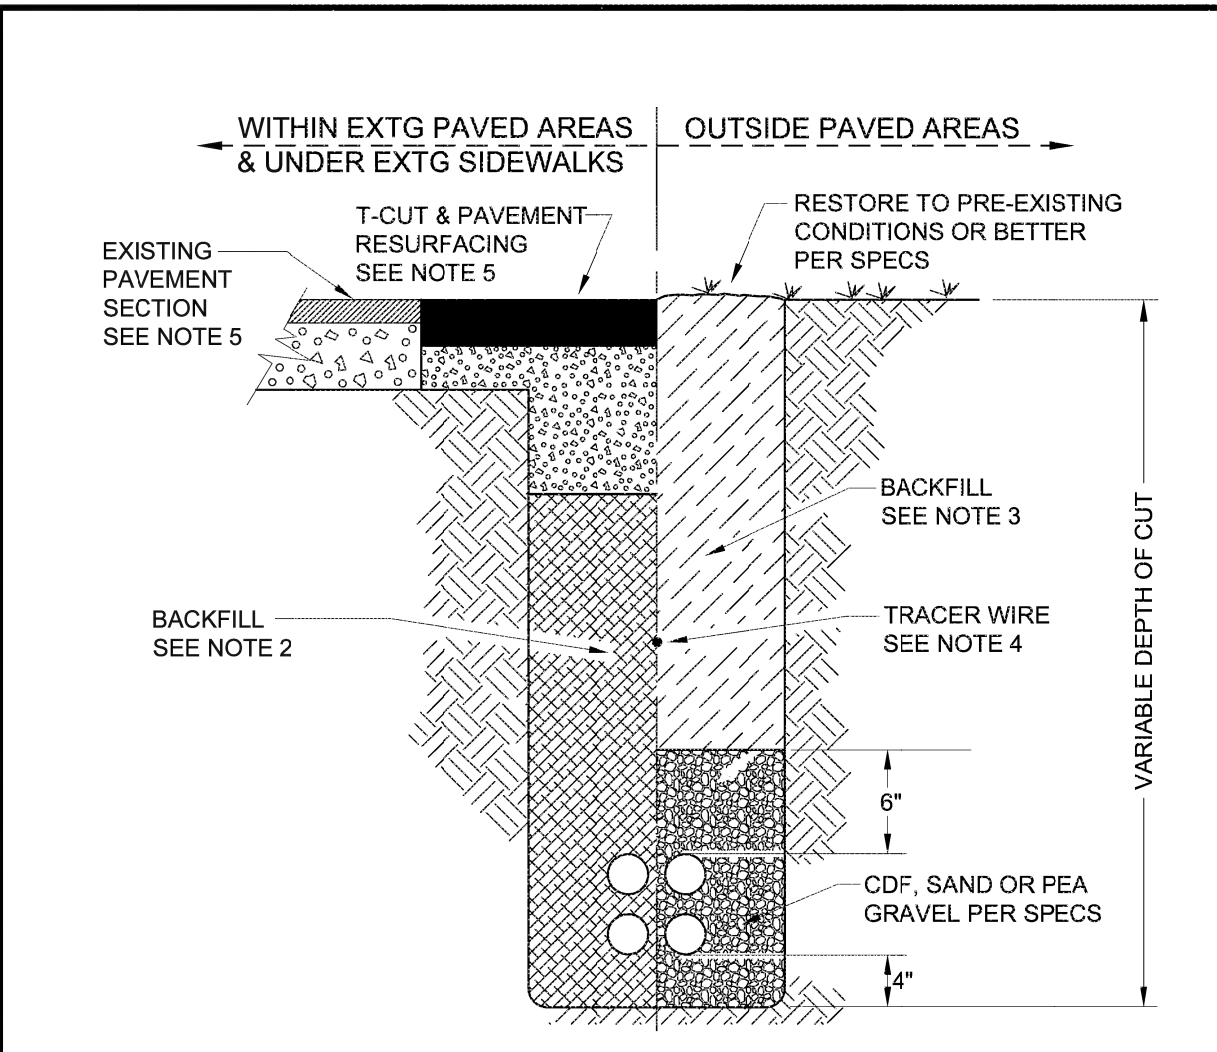 WITHIN EXTG PAVED AREAS
& UNDER EXTG SIDEWALKS
OUTSIDE PAVED AREAS
T-CUT & PAVEMENT
RESURFACING
SEE NOTE 5
RESTORE TO PRE-EXISTING
CONDITIONS OR BETTER
PER SPECS
EXISTING
PAVEMENT
SECTION
SEE NOTE 5
BACKFILL
SEE NOTE 3
BACKFILL
SEE NOTE 2
TRACER WIRE
SEE NOTE 4
VARIABLE DEPTH OF CUT
6"
CDF, SAND OR PEA
GRAVEL PER SPECS
4"